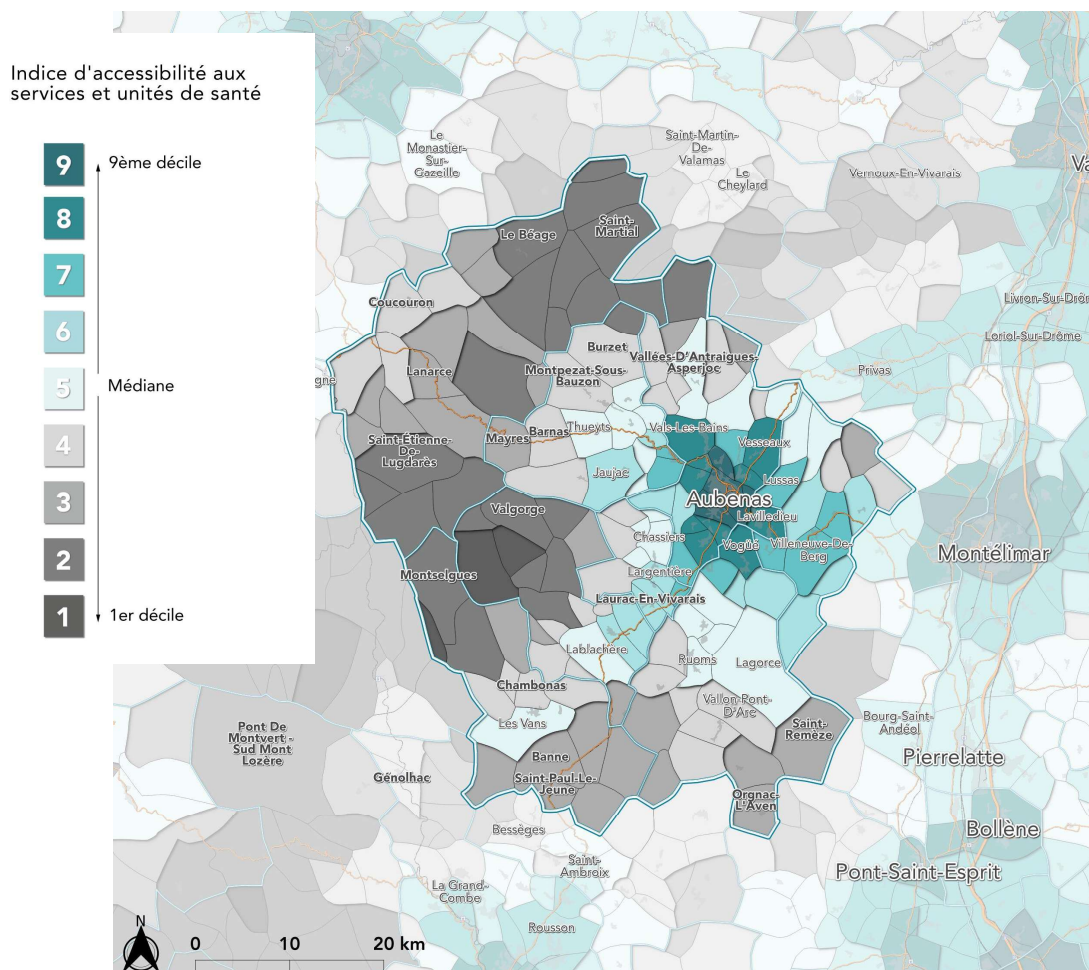 Indice d'accessibilité aux
services et unités de santé
9
9ème décile
8
7
6
5
Médiane
4
3
2
1
1er décile
Le
Monastier-
Sur-
Gazeille
Saint-Martin-
De-
Valamas
Le
Cheylard
Vernoux-En-Vivarais
Va
Saint-
Martial
Le Béage
Coucouron
Livron-Sur-Drôm
Loriol-Sur-Drôme
Burzet
Vallées-D'Antraigues-
Asperjoc
Lanarce
Montpezat-Sous-
Bauzon
Privas
gne
Barnas
Thueyts
Vals-Les-Bains
Mayres
Vesseaux
Saint-Étienne-
De-
Lugdarès
Jaujac
Lussas
Aubenas
Lavilledieu
Valgorge
Chassiers
Vogüé
Villeneuve-De-
Berg
Montélimar
Montselgues
Largentière
Laurac-En-Vivarais
Lablachère
Ruoms
Lagorce
Chambonas
Vallon-Pont-
D'Arc
Les Vans
Saint-
Remèze
Bourg-Saint-
Andéol
Pont De
Montvert -
Sud Mont
Lozère
Banne
Pierrelatte
Génolhac
Saint-Paul-Le-
Jeune
Orgnac-
L'Aven
Bessèges
Bollène
Saint-
Ambroix
Pont-Saint-Esprit
La Grand-
Combe
Rousson
N
0
10
20 km